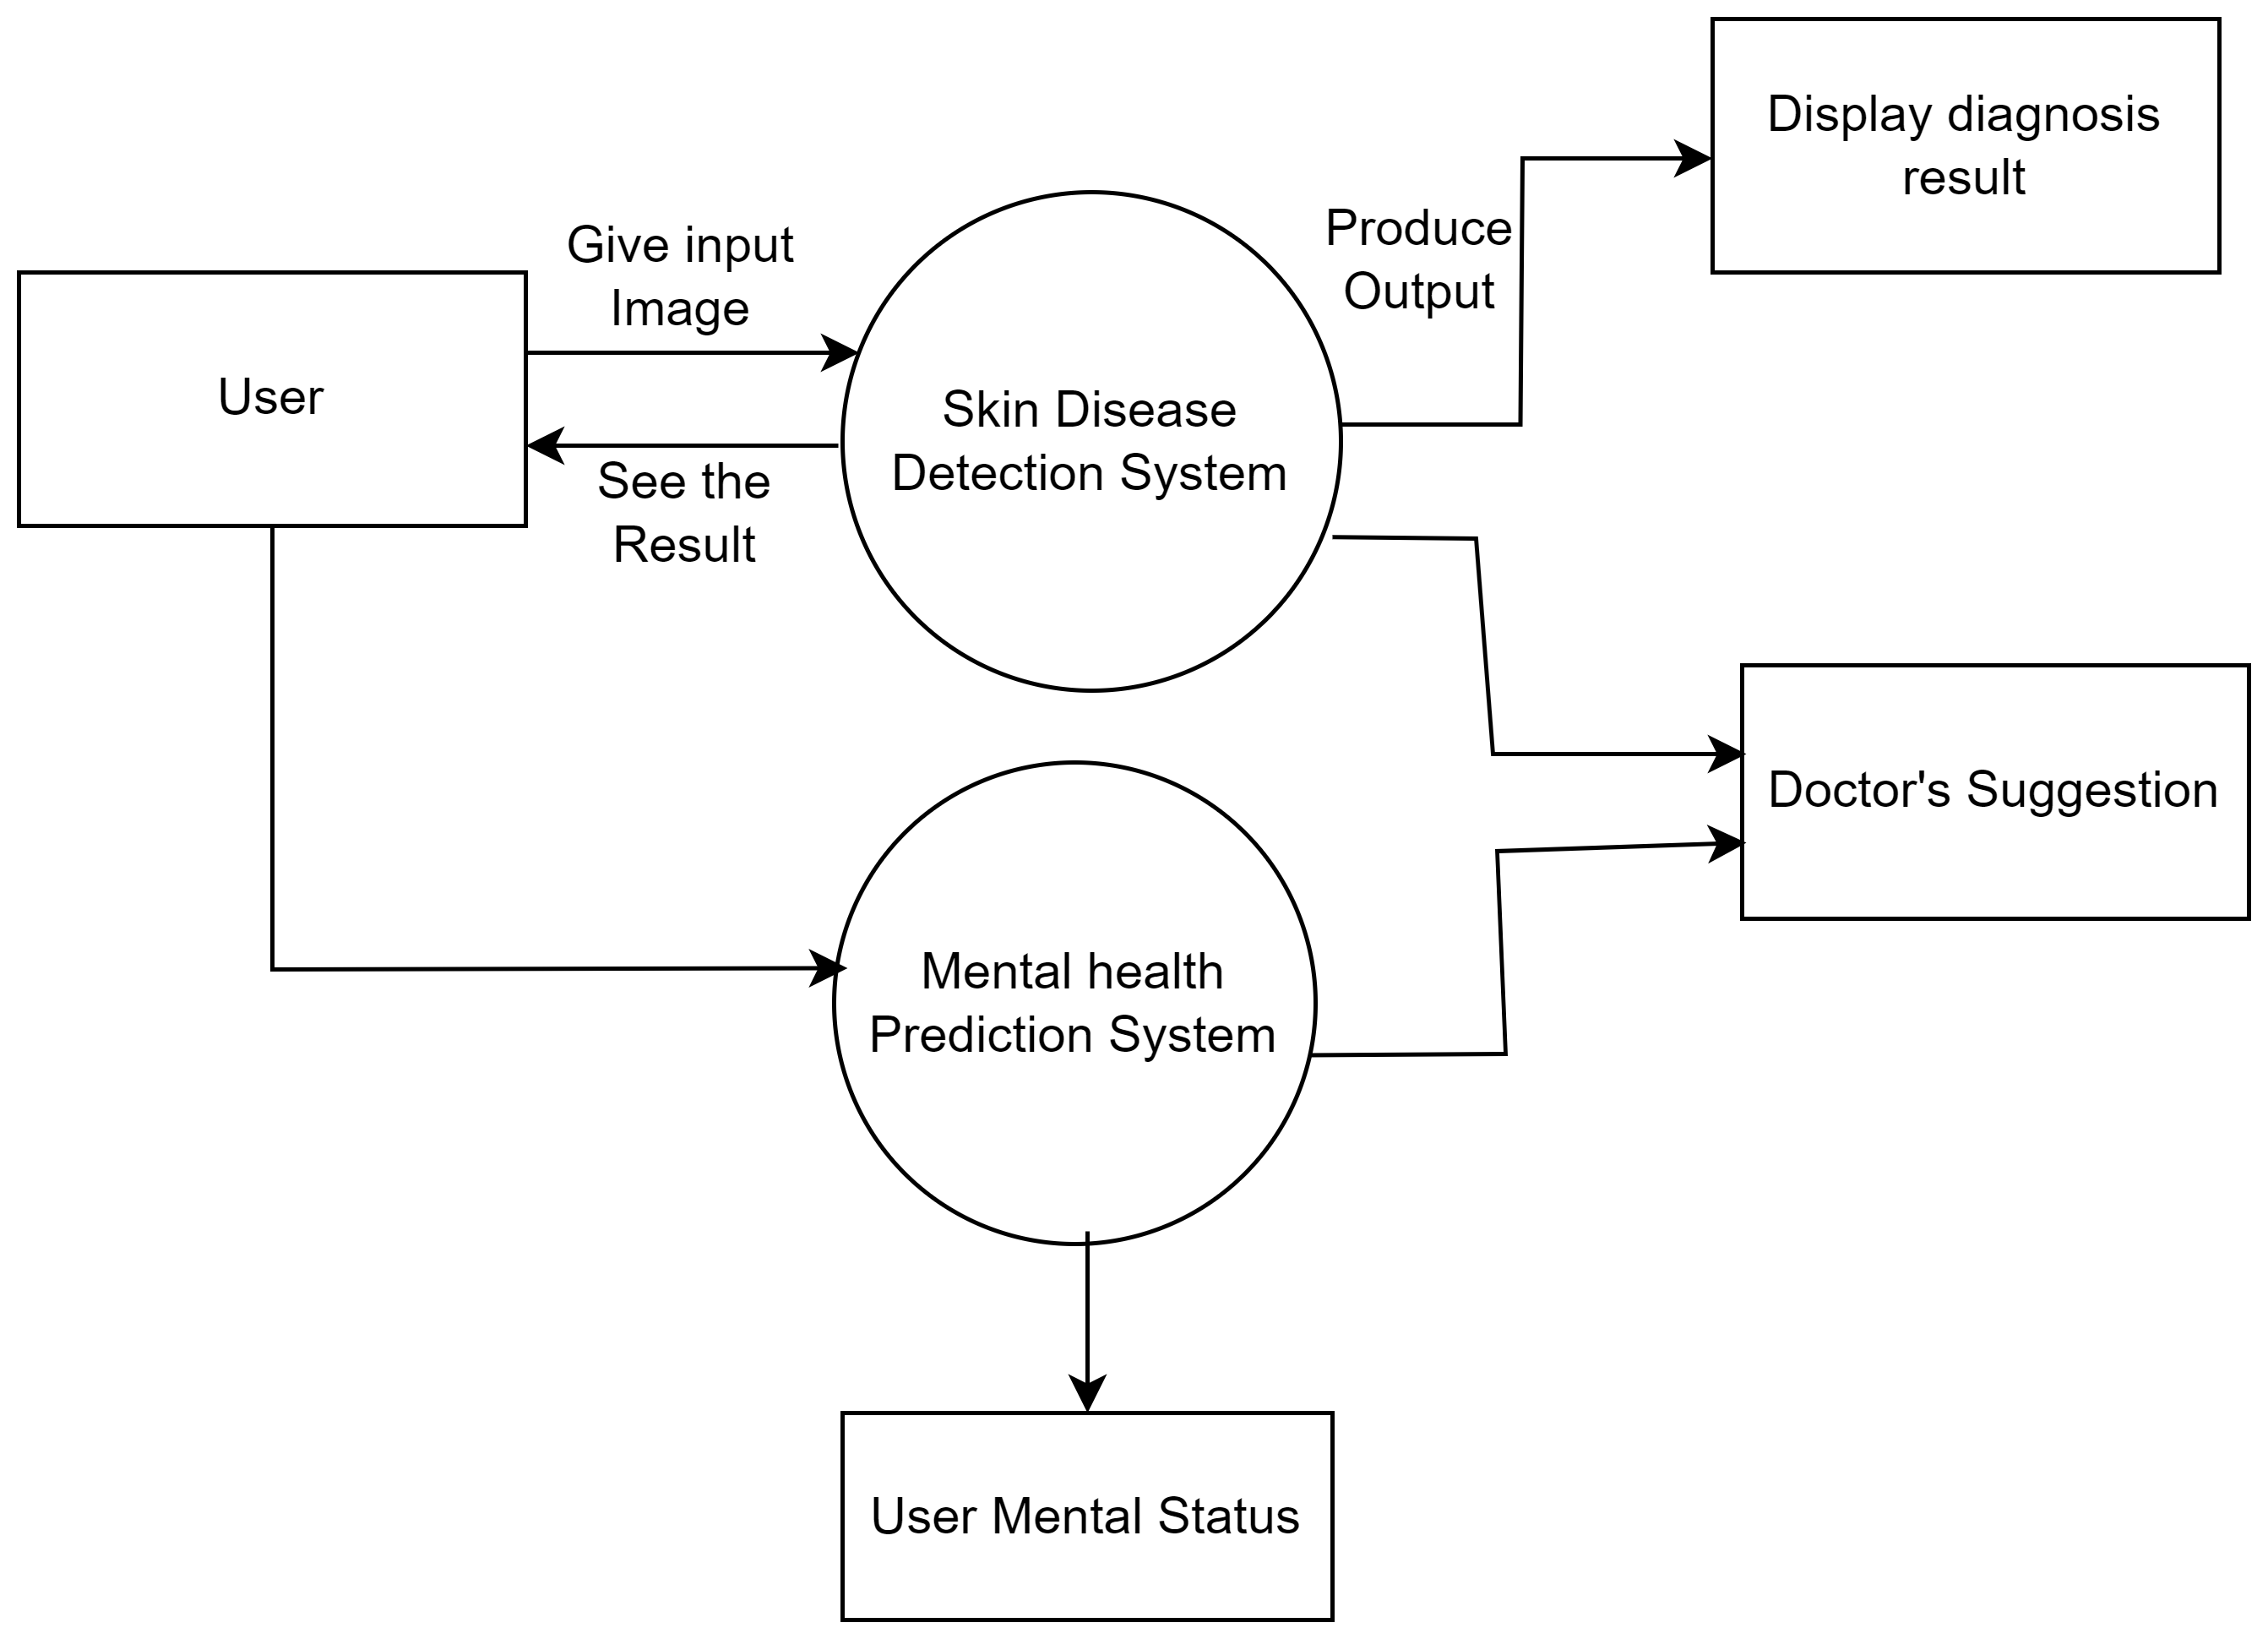 Display diagnosis
result
Give input
Image
Produce
Output
User
Skin Disease
Detection System
See the
Result
Doctor's Suggestion
Mental health
Prediction System
User Mental Status